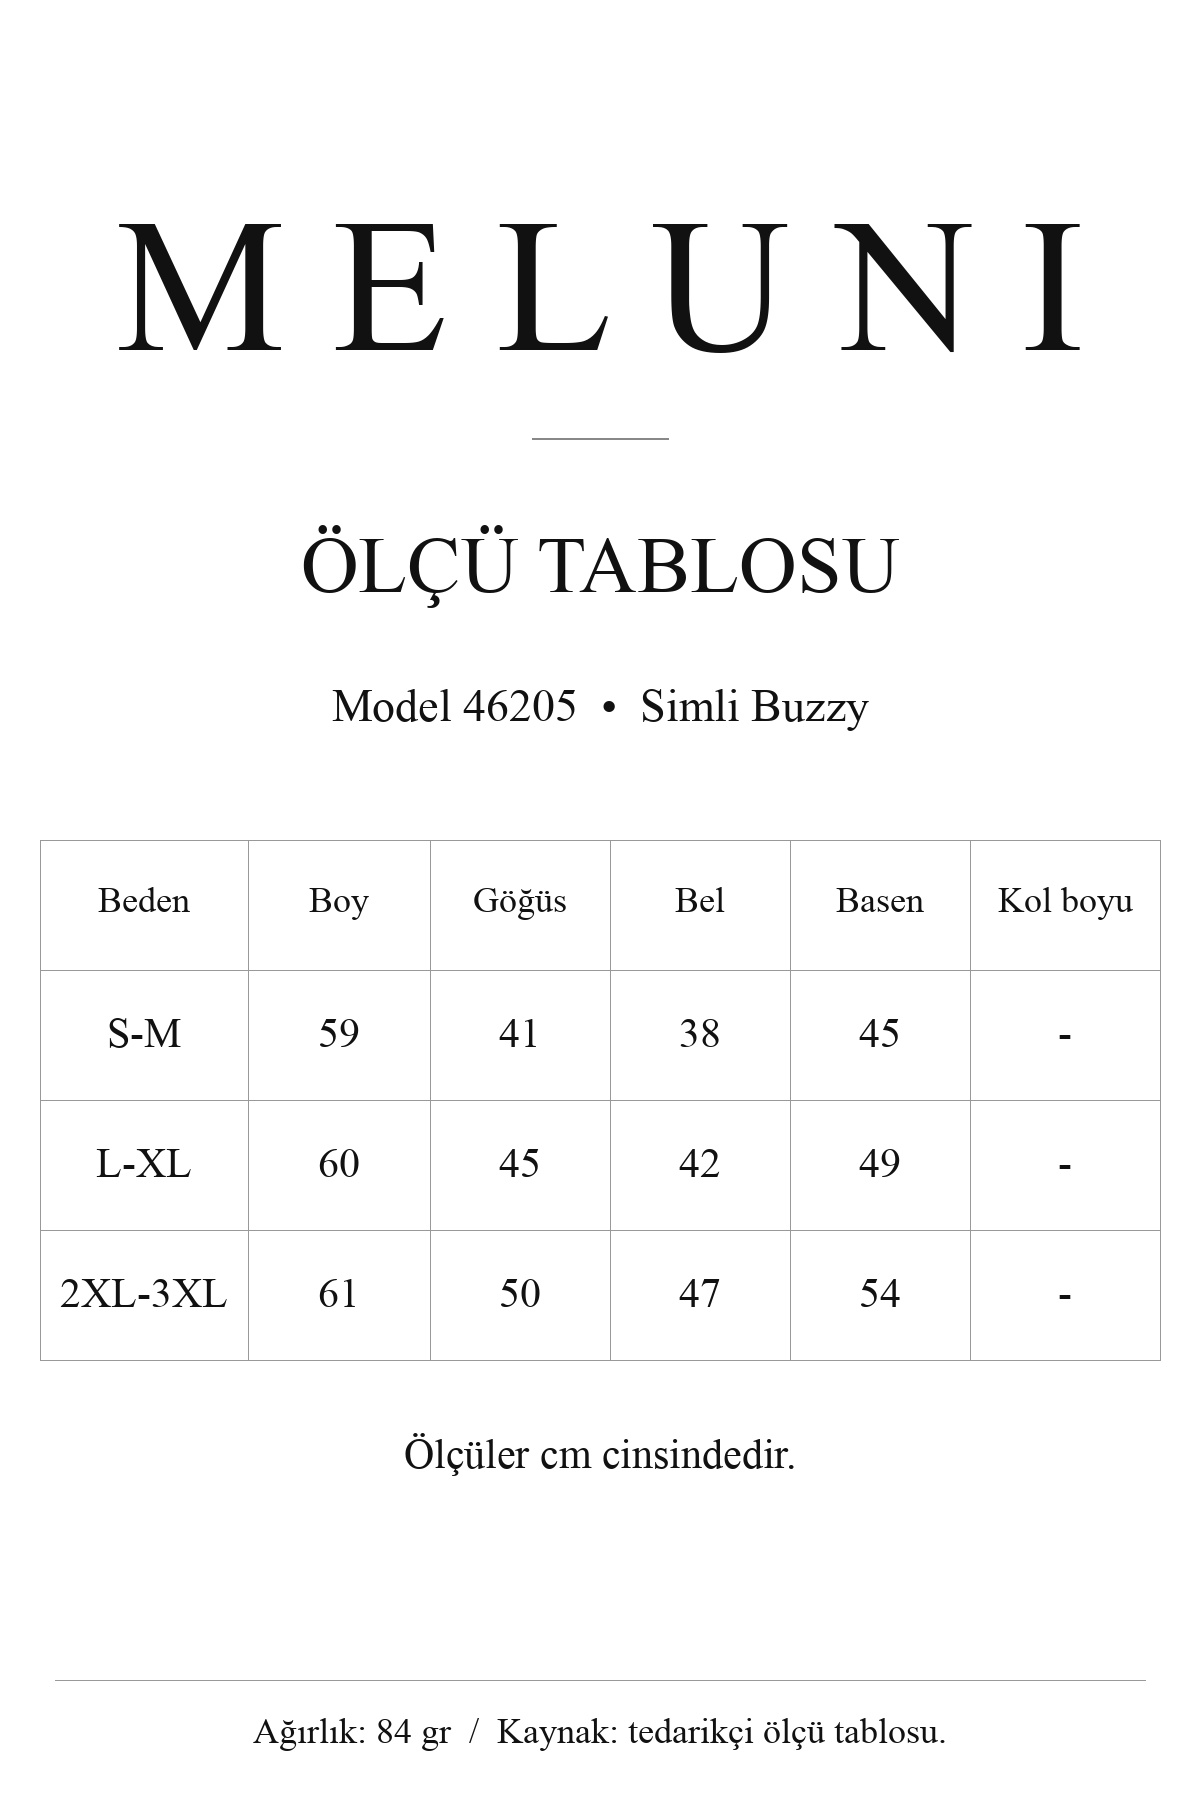 MELUNI
ÖLÇÜ TABLOSU
Model 46205 • Simli Buzzy
Beden Boy Göğüs Bel Basen Kol boyu
S-M 59 41 38 45 -
L-XL 60 45 42 49 -
2XL-3XL 61 50 47 54 -
Ölçüler cm cinsindedir.
Ağırlık: 84 gr / Kaynak: tedarikçi ölçü tablosu.